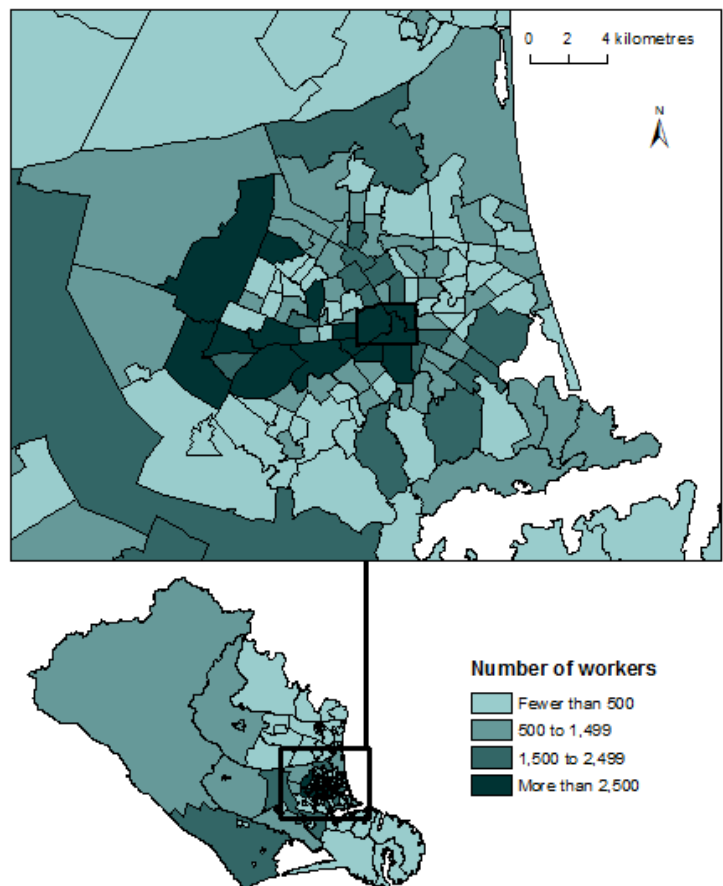 0 2 4 kilometres
N
Number of workers
Fewer than 500
500 to 1,499
1,500 to 2,499
More than 2,500